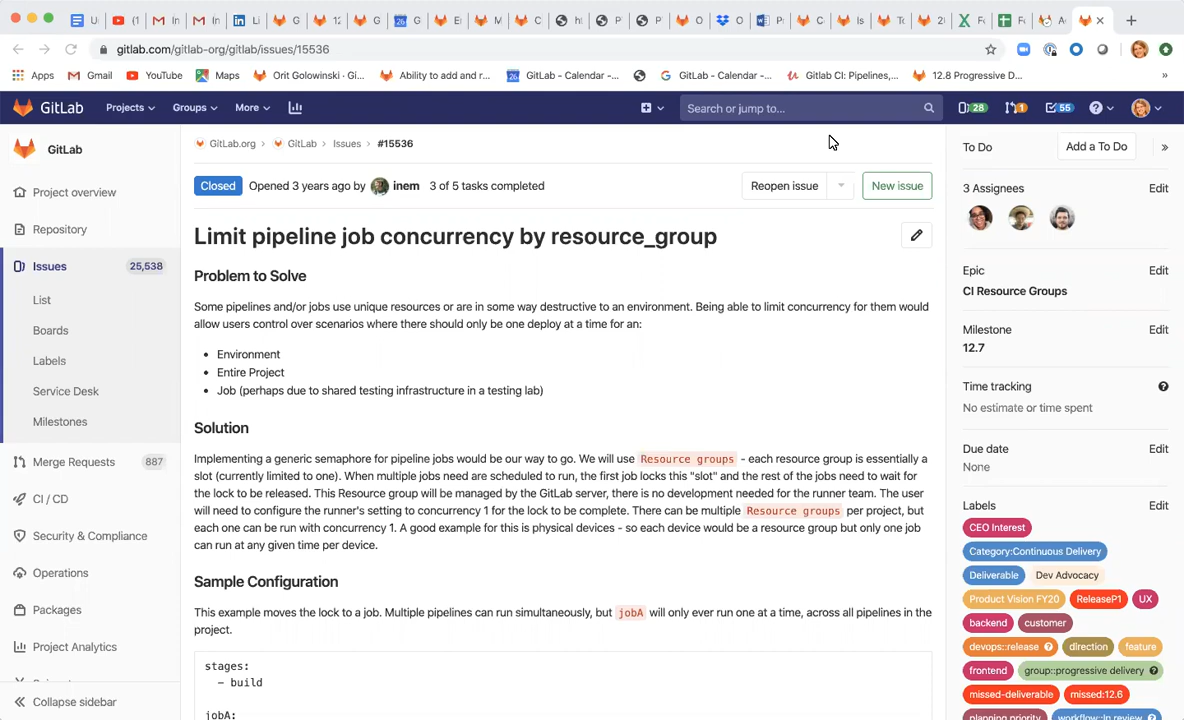 U
(1
In
In
Li
G
12
G
G
E
M
C
ht
P
P
O
O
P
C
Is
To
2
F
F
A
gitlab.com/gitlab-org/gitlab/issues/15536
Apps
Gmail
YouTube
Maps
Orit Golowinski · Gi...
Ability to add and r...
GitLab - Calendar -...
GitLab - Calendar -...
Gitlab CI: Pipelines,...
12.8 Progressive D...
»
GitLab
Projects
Groups
More
Search or jump to...
28
1
55
GitLab
Project overview
Repository
Issues 25,538
List
Boards
Labels
Service Desk
Milestones
Merge Requests 887
CI / CD
Security & Compliance
Operations
Packages
Project Analytics
Collapse sidebar
GitLab.org > GitLab > Issues > #15536
Closed Opened 3 years ago by inem 3 of 5 tasks completed
Reopen issue
New issue
Limit pipeline job concurrency by resource_group
Problem to Solve
Some pipelines and/or jobs use unique resources or are in some way destructive to an environment. Being able to limit concurrency for them would
allow users control over scenarios where there should only be one deploy at a time for an:
• Environment
• Entire Project
• Job (perhaps due to shared testing infrastructure in a testing lab)
Solution
Implementing a generic semaphore for pipeline jobs would be our way to go. We will use Resource groups - each resource group is essentially a
slot (currently limited to one). When multiple jobs need are scheduled to run, the first job locks this "slot" and the rest of the jobs need to wait for
the lock to be released. This Resource group will be managed by the GitLab server, there is no development needed for the runner team. The user
will need to configure the runner's setting to concurrency 1 for the lock to be complete. There can be multiple Resource groups per project, but
each one can be run with concurrency 1. A good example for this is physical devices - so each device would be a resource group but only one job
can run at any given time per device.
Sample Configuration
This example moves the lock to a job. Multiple pipelines can run simultaneously, but jobA will only ever run one at a time, across all pipelines in the
project.
stages:
- build
jobA:
To Do
Add a To Do
»
3 Assignees
Edit
Epic
Edit
CI Resource Groups
Milestone
Edit
12.7
Time tracking
No estimate or time spent
Due date
Edit
None
Labels
Edit
CEO Interest
Category:Continuous Delivery
Deliverable Dev Advocacy
Product Vision FY20 ReleaseP1 UX
backend customer
devops::release direction feature
frontend group::progressive delivery
missed-deliverable missed:12.6
planning priority workflow::In review